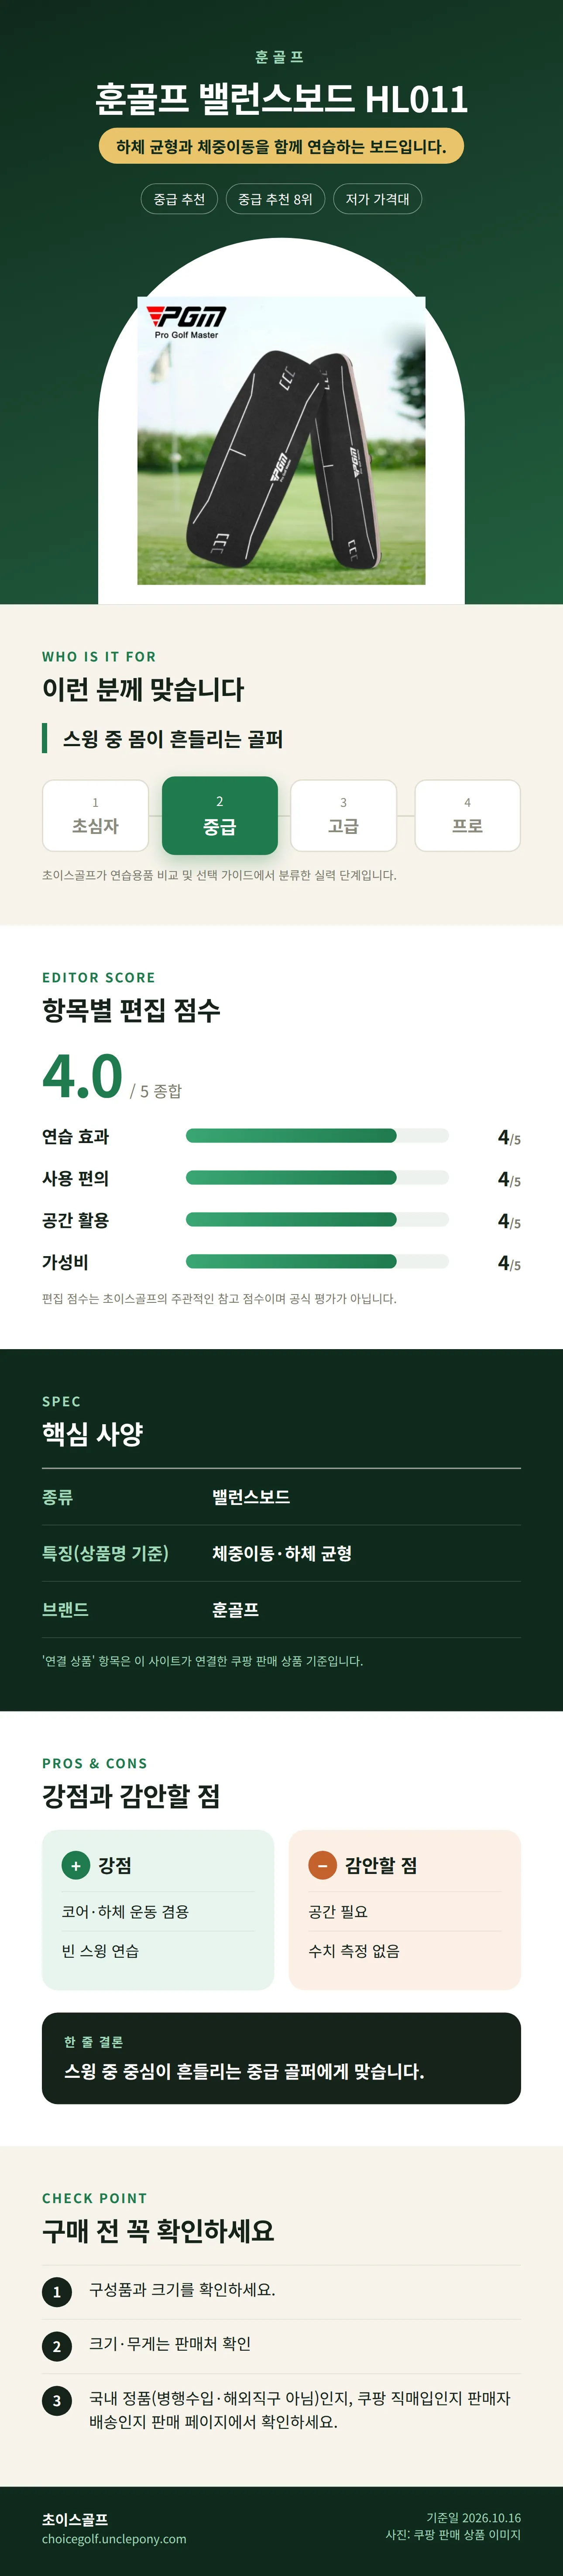 훈골프
훈골프 밸런스보드 HL011
하체 균형과 체중이동을 함께 연습하는 보드입니다.
중급 추천
중급 추천 8위
저가 가격대
PGM
Pro Golf Master
PGM
PGM
WHO IS IT FOR
이런 분께 맞습니다
스윙 중 몸이 흔들리는 골퍼
1
초심자
2
중급
3
고급
4
프로
초이스골프가 연습용품 비교 및 선택 가이드에서 분류한 실력 단계입니다.
EDITOR SCORE
항목별 편집 점수
4.0 / 5 종합
연습 효과 4/5
사용 편의 4/5
공간 활용 4/5
가성비 4/5
편집 점수는 초이스골프의 주관적인 참고 점수이며 공식 평가가 아닙니다.
SPEC
핵심 사양
종류 밸런스보드
특징(상품명 기준) 체중이동·하체 균형
브랜드 훈골프
'연결 상품' 항목은 이 사이트가 연결한 쿠팡 판매 상품 기준입니다.
PROS & CONS
강점과 감안할 점
+ 강점
코어·하체 운동 겸용
빈 스윙 연습
− 감안할 점
공간 필요
수치 측정 없음
한 줄 결론
스윙 중 중심이 흔들리는 중급 골퍼에게 맞습니다.
CHECK POINT
구매 전 꼭 확인하세요
1 구성품과 크기를 확인하세요.
2 크기·무게는 판매처 확인
3 국내 정품(병행수입·해외직구 아님)인지, 쿠팡 직매입인지 판매자
배송인지 판매 페이지에서 확인하세요.
초이스골프
choicegolf.unclepony.com
기준일 2026.10.16
사진: 쿠팡 판매 상품 이미지